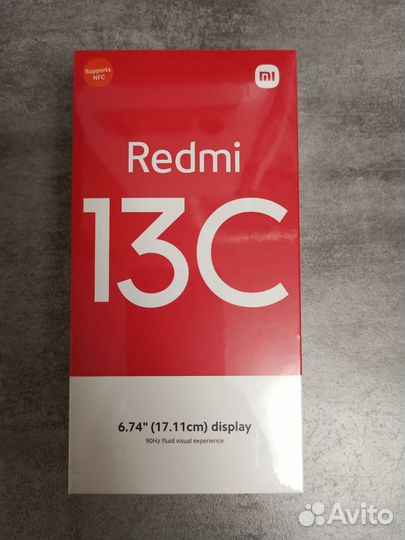 Supports
NFC
mi
Redmi
13C
6.74" (17.11cm) display
90Hz fluid visual experience
Avito